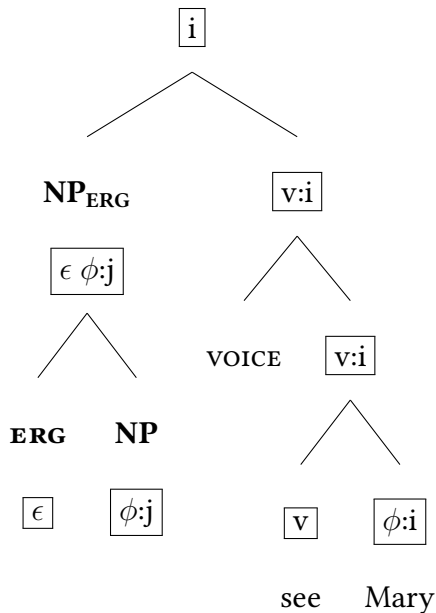 i
NP_ERG v:i
ϵ ϕ:j
VOICE v:i
ERG NP
ϵ ϕ:j v ϕ:i
see Mary